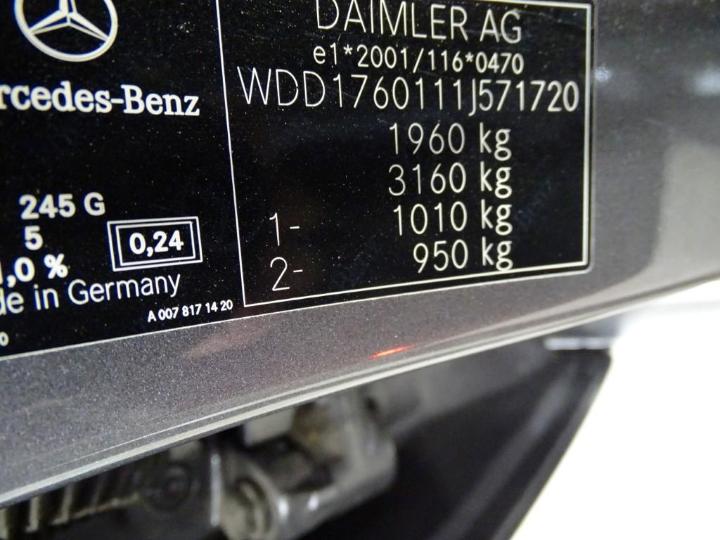 DAIMLER AG
e1*2001/116*0470
WDD1760111J571720
1960 kg
3160 kg
1- 1010 kg
2- 950 kg
rcedes-Benz
245 G
5
0,24
,0 %
de in Germany
A 007 817 14 20
0